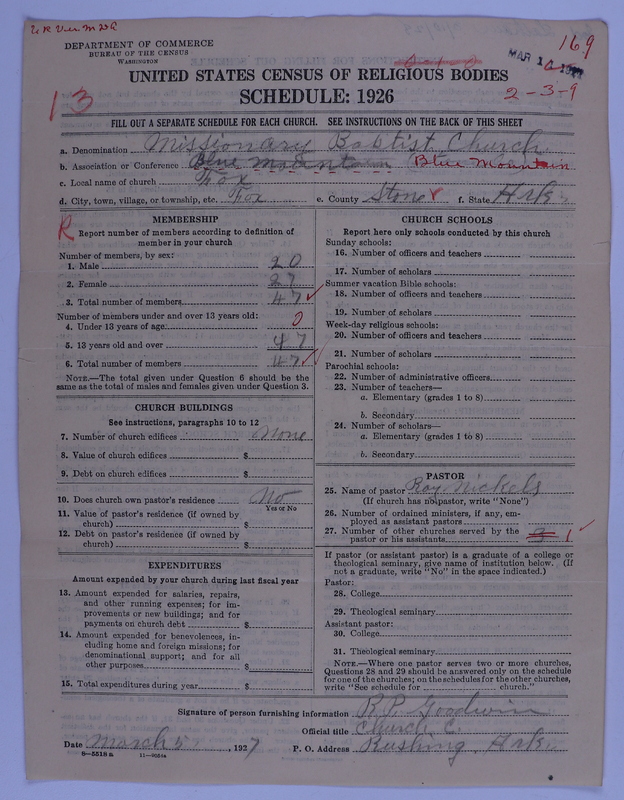 DEPARTMENT OF COMMERCE
BUREAU OF THE CENSUS
WASHINGTON
169
MAR 10
UNITED STATES CENSUS OF RELIGIOUS BODIES
13
SCHEDULE: 1926
2-3-9
FILL OUT A SEPARATE SCHEDULE FOR EACH CHURCH. SEE INSTRUCTIONS ON THE BACK OF THIS SHEET
a. Denomination Missionary Baptist Church
b. Association or Conference Blue Mountain Blue Mountain
c. Local name of church Fox
d. City, town, village, or township, etc. Fox e. County Stone f. State Ark
R
MEMBERSHIP
Report number of members according to definition of
member in your church
Number of members, by sex:
1. Male 20
2. Female 27
3. Total number of members 47
Number of members under and over 13 years old:
4. Under 13 years of age 0
5. 13 years old and over 47
6. Total number of members 47
NOTE.—The total given under Question 6 should be the
same as the total of males and females given under Question 3.
CHURCH BUILDINGS
See instructions, paragraphs 10 to 12
7. Number of church edifices None
8. Value of church edifices $
9. Debt on church edifices $
10. Does church own pastor's residence No
Yes or No
11. Value of pastor's residence (if owned by
church) $
12. Debt on pastor's residence (if owned by
church) $
EXPENDITURES
Amount expended by your church during last fiscal year
13. Amount expended for salaries, repairs,
and other running expenses; for im-
provements or new buildings; and for
payments on church debt $
14. Amount expended for benevolences, in-
cluding home and foreign missions; for
denominational support; and for all
other purposes $
15. Total expenditures during year $
CHURCH SCHOOLS
Report here only schools conducted by this church
Sunday schools:
16. Number of officers and teachers
17. Number of scholars
Summer vacation Bible schools:
18. Number of officers and teachers
19. Number of scholars
Week-day religious schools:
20. Number of officers and teachers
21. Number of scholars
Parochial schools:
22. Number of administrative officers
23. Number of teachers—
a. Elementary (grades 1 to 8)
b. Secondary
24. Number of scholars—
a. Elementary (grades 1 to 8)
b. Secondary
PASTOR
25. Name of pastor Roy Nickels
(If church has no pastor, write "None")
26. Number of ordained ministers, if any, em-
ployed as assistant pastors
27. Number of other churches served by the
pastor or his assistants 1
If pastor (or assistant pastor) is a graduate of a college or
theological seminary, give name of institution below. (If
not a graduate, write "No" in the space indicated.)
Pastor:
28. College
29. Theological seminary
Assistant pastor:
30. College
31. Theological seminary
NOTE.—Where one pastor serves two or more churches,
Questions 28 and 29 should be answered only on the schedule
for one of the churches; on the schedules for the other churches,
write "See schedule for church."
Signature of person furnishing information R.P. Goodwin
Official title Church C.
Date March 5, 1927 P. O. Address Rushing, Ark
8—5518a 11—9054a